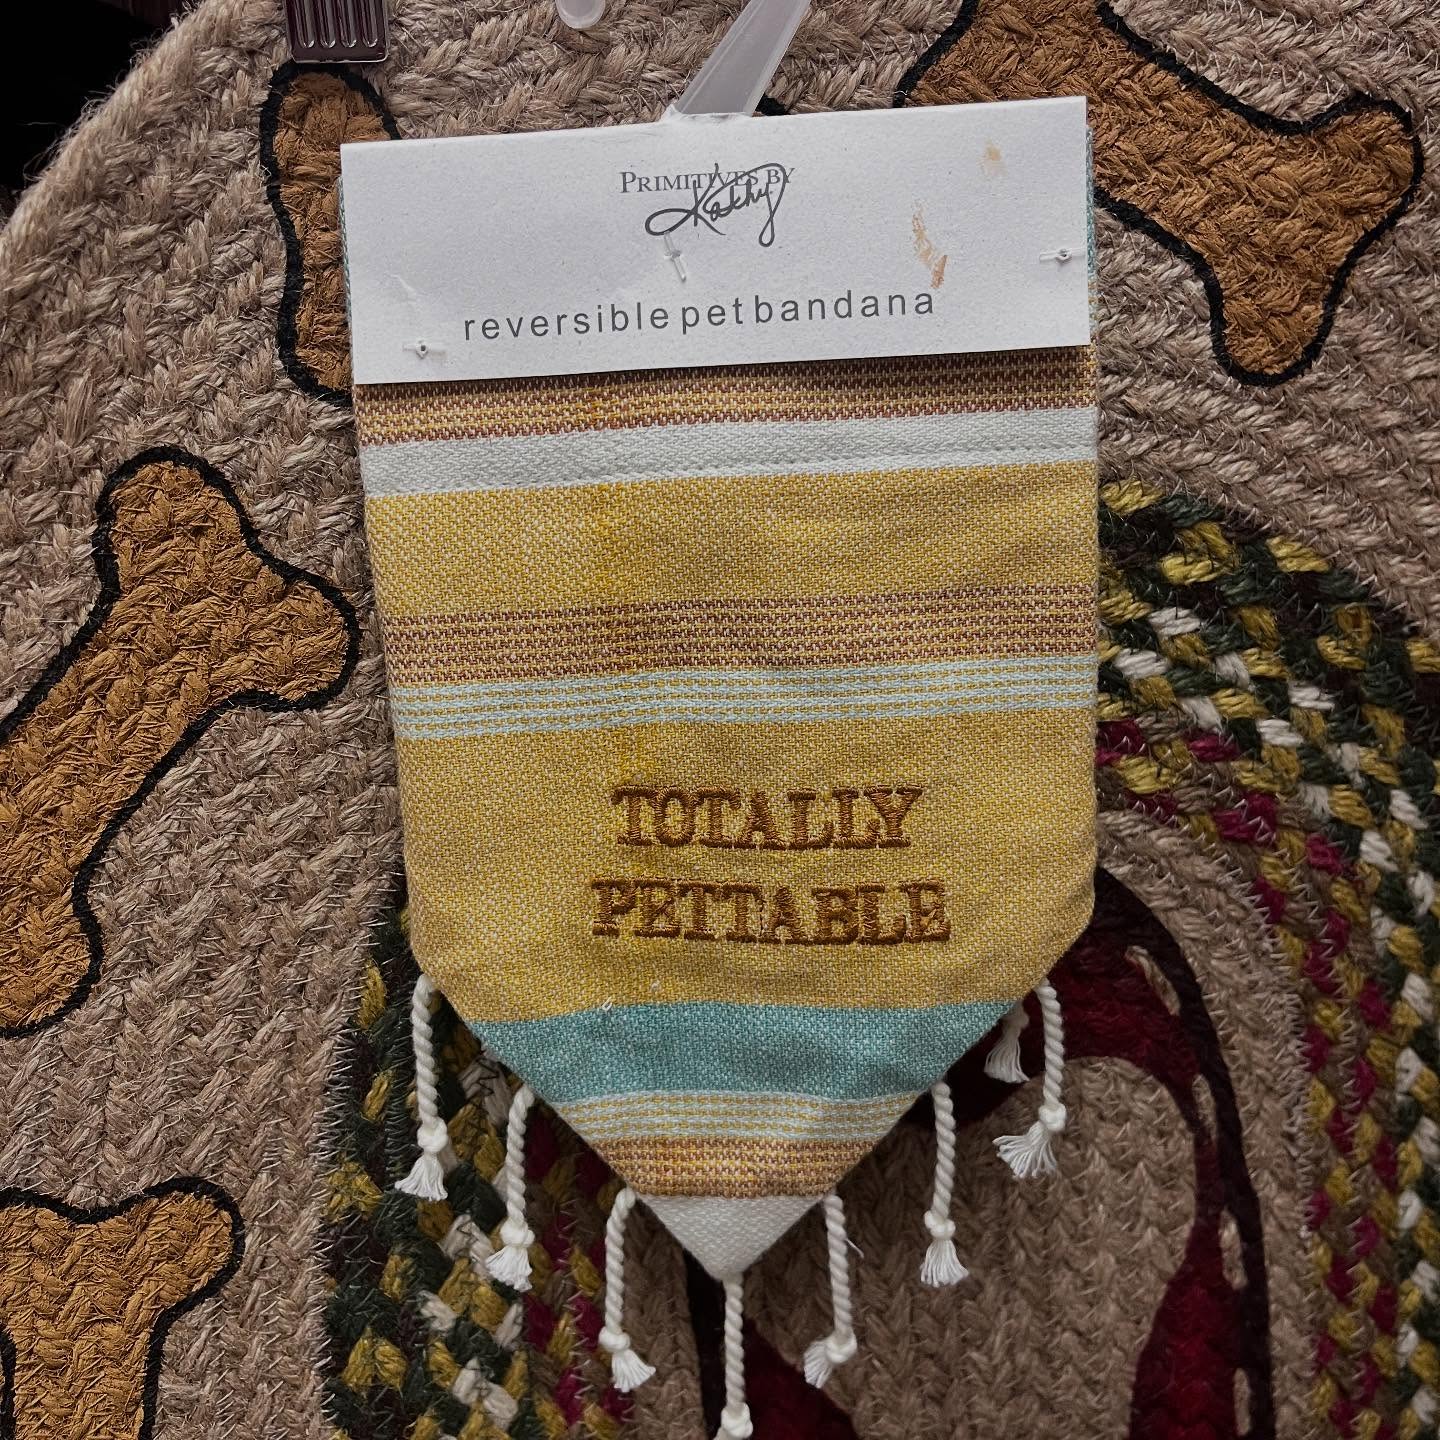 PRIMITIVES BY
Kathy
reversible pet bandana
TOTALLY
PETTABLE